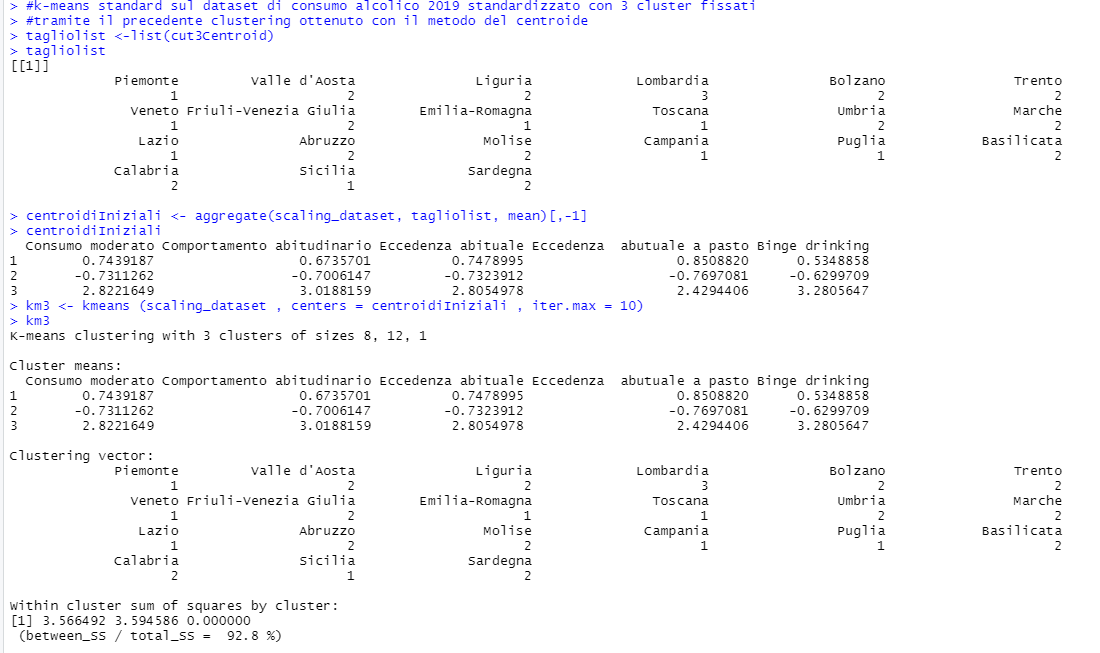 > #k-means standard sul dataset di consumo alcolico 2019 standardizzato con 3 cluster fissati
> #tramite il precedente clustering ottenuto con il metodo del centroide
> tagliolist <-list(cut3Centroid)
> tagliolist
[[1]]
Piemonte Valle d'Aosta Liguria Lombardia Bolzano Trento
1 2 2 3 2 2
Veneto Friuli-Venezia Giulia Emilia-Romagna Toscana Umbria Marche
1 2 1 1 2 2
Lazio Abruzzo Molise Campania Puglia Basilicata
1 2 2 1 1 2
Calabria Sicilia Sardegna
2 1 2
> centroidiIniziali <- aggregate(scaling_dataset, tagliolist, mean)[,-1]
> centroidiIniziali
Consumo moderato Comportamento abitudinario Eccedenza abituale Eccedenza  abutuale a pasto Binge drinking
1 0.7439187 0.6735701 0.7478995 0.8508820 0.5348858
2 -0.7311262 -0.7006147 -0.7323912 -0.7697081 -0.6299709
3 2.8221649 3.0188159 2.8054978 2.4294406 3.2805647
> km3 <- kmeans (scaling_dataset , centers = centroidiIniziali , iter.max = 10)
> km3
K-means clustering with 3 clusters of sizes 8, 12, 1
Cluster means:
Consumo moderato Comportamento abitudinario Eccedenza abituale Eccedenza  abutuale a pasto Binge drinking
1 0.7439187 0.6735701 0.7478995 0.8508820 0.5348858
2 -0.7311262 -0.7006147 -0.7323912 -0.7697081 -0.6299709
3 2.8221649 3.0188159 2.8054978 2.4294406 3.2805647
Clustering vector:
Piemonte Valle d'Aosta Liguria Lombardia Bolzano Trento
1 2 2 3 2 2
Veneto Friuli-Venezia Giulia Emilia-Romagna Toscana Umbria Marche
1 2 1 1 2 2
Lazio Abruzzo Molise Campania Puglia Basilicata
1 2 2 1 1 2
Calabria Sicilia Sardegna
2 1 2
Within cluster sum of squares by cluster:
[1] 3.566492 3.594586 0.000000
(between_SS / total_SS =  92.8 %)